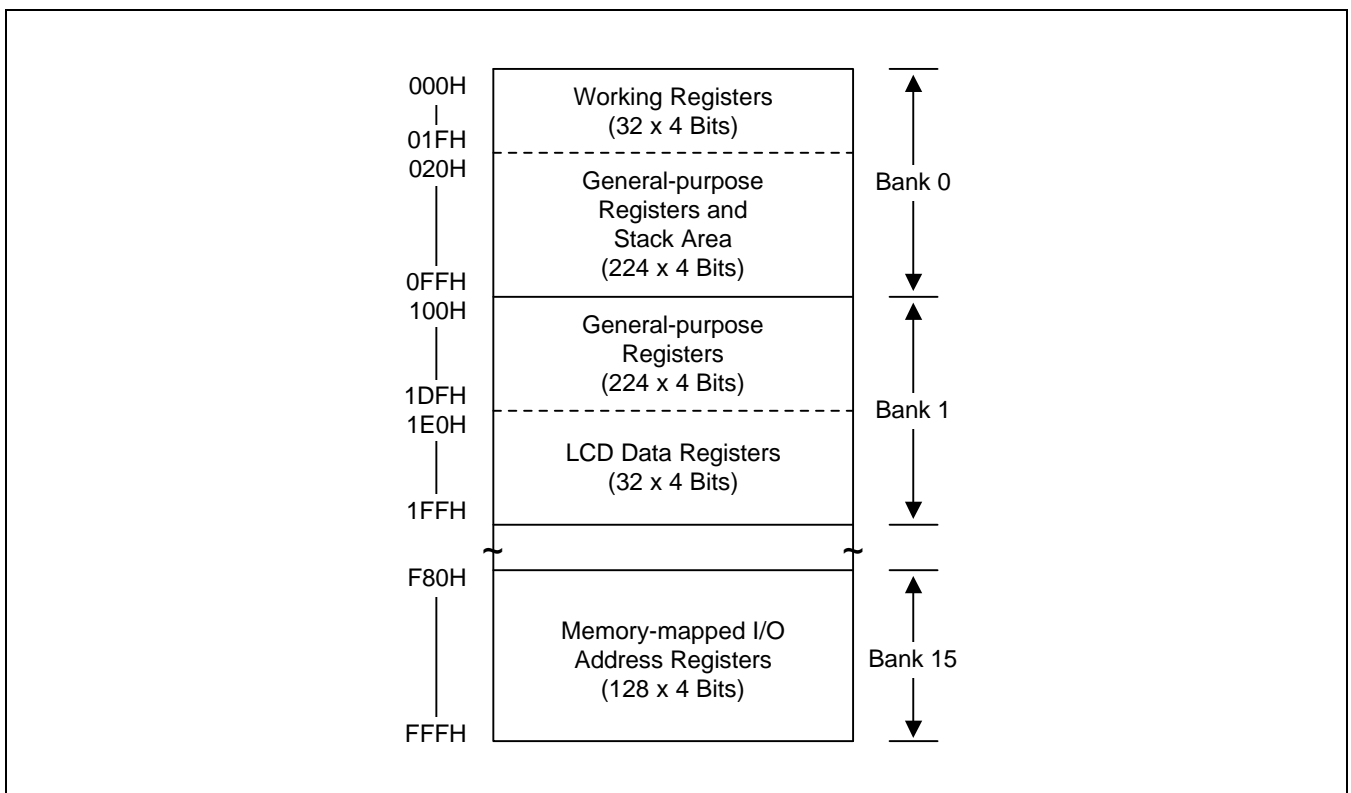 000H
Working Registers
(32 x 4 Bits)
01FH
020H
General-purpose
Registers and
Stack Area
(224 x 4 Bits)
0FFH
Bank 0
100H
General-purpose
Registers
(224 x 4 Bits)
1DFH
1E0H
LCD Data Registers
(32 x 4 Bits)
1FFH
Bank 1
~ ~
F80H
Memory-mapped I/O
Address Registers
(128 x 4 Bits)
FFFH
Bank 15